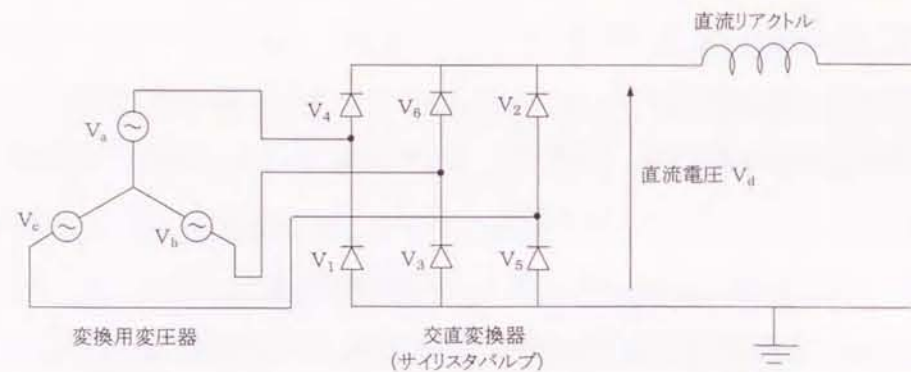 直流リアクトル
V4
V6
V2
Va
直流電圧 Vd
Vc
Vb
V1
V3
V5
変換用変圧器
交直変換器
(サイリスタバルブ)